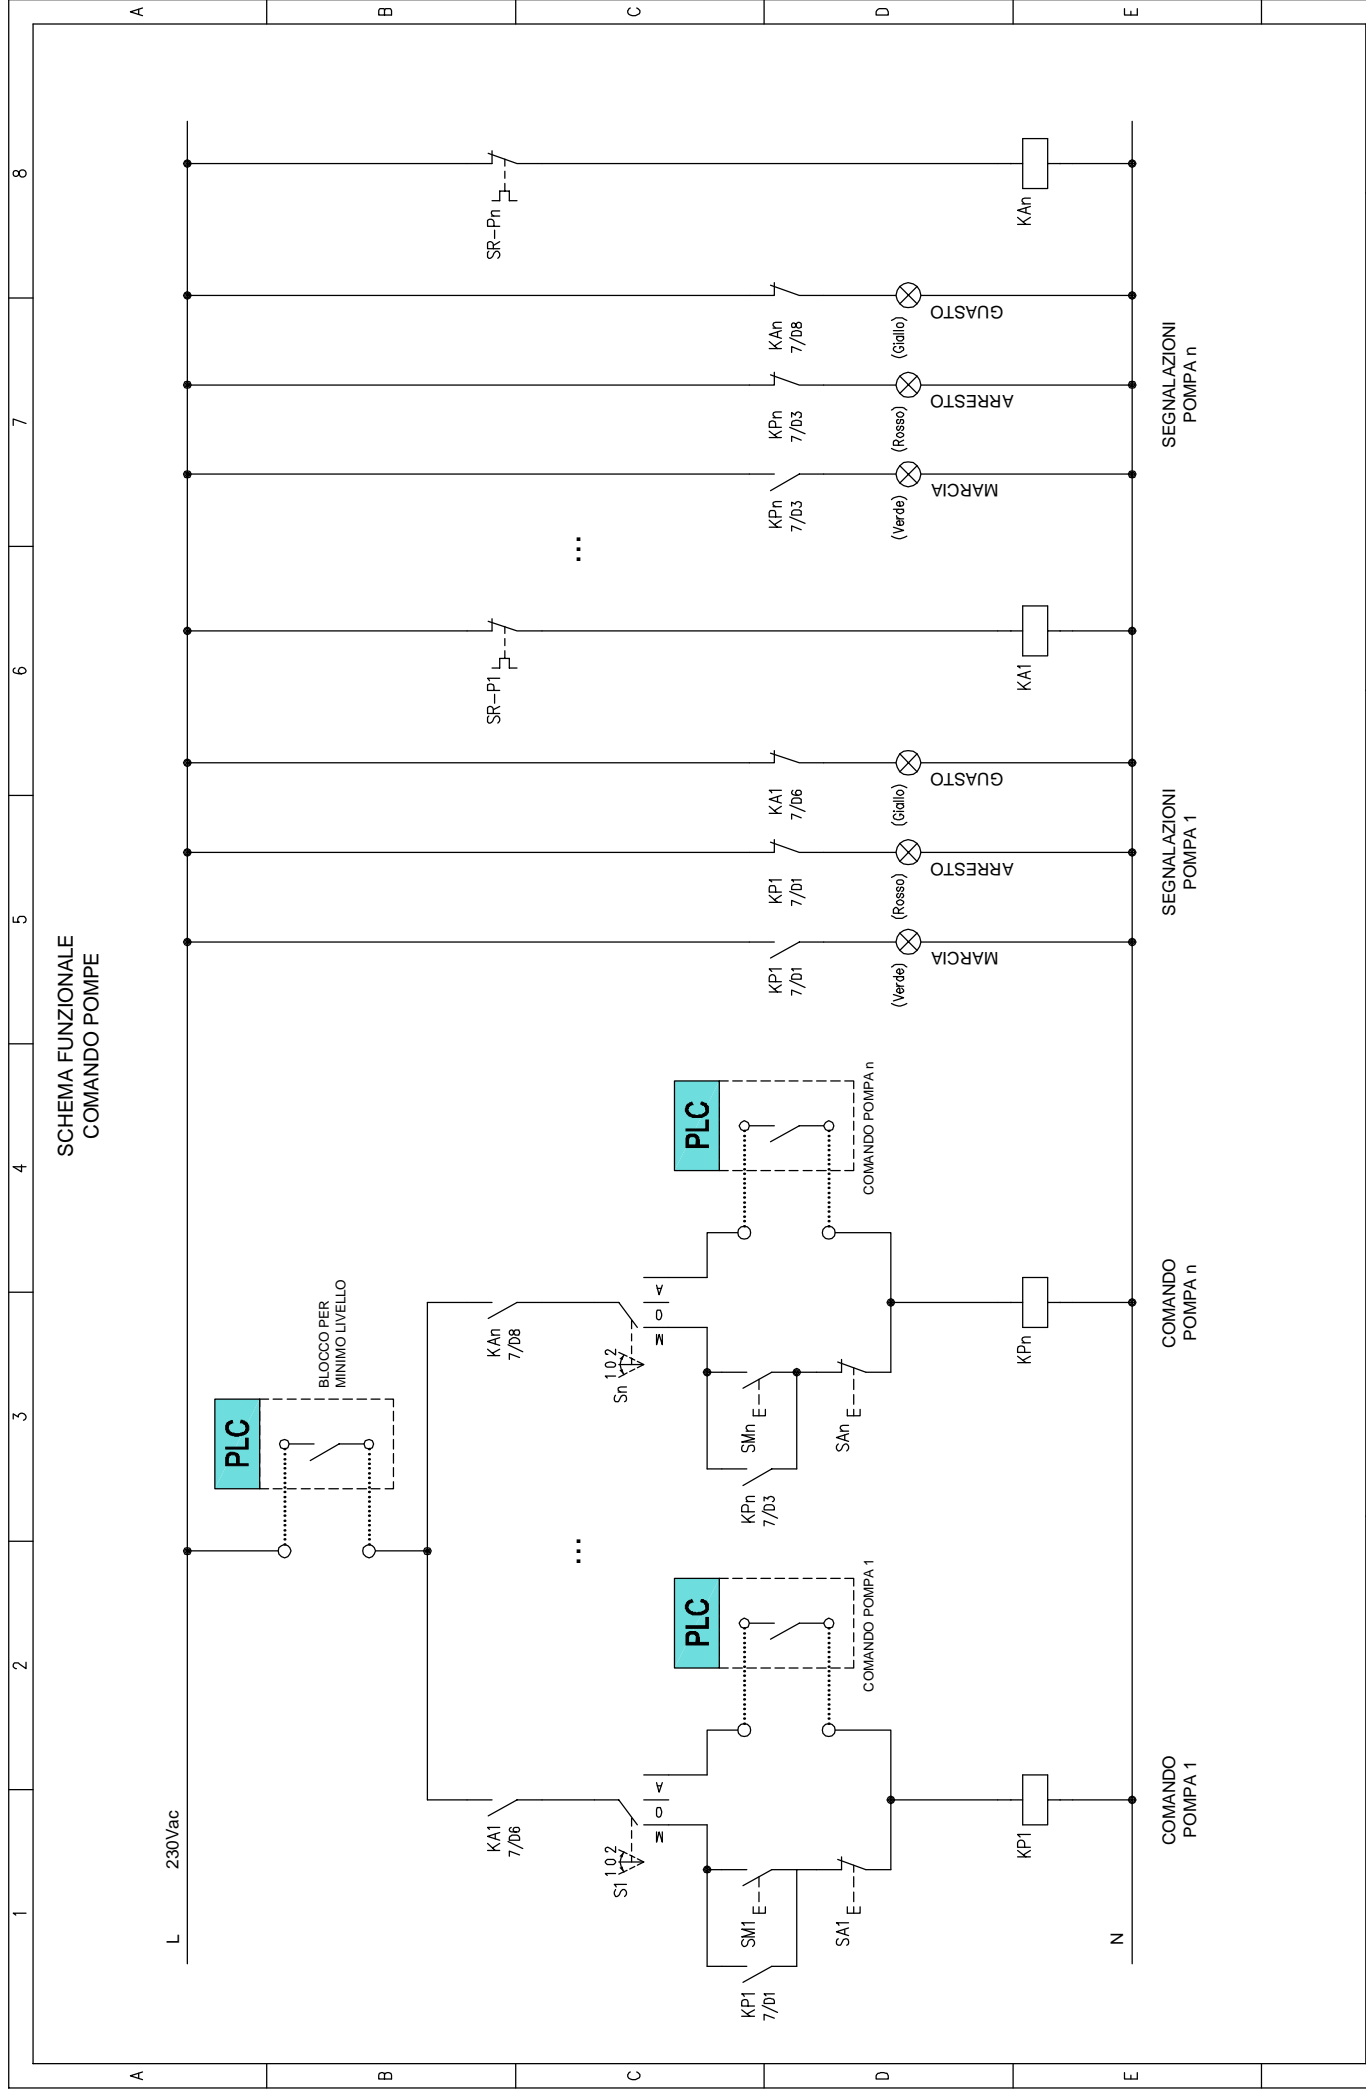 1
2
3
4
5
6
7
8
A
B
C
D
E
A
B
C
D
E
SCHEMA FUNZIONALE
COMANDO POMPE
L
230Vac
PLC
BLOCCO PER
MINIMO LIVELLO
KA1
7/D6
S1
1 0 2
M 0 A
KP1
7/D1
SM1
E
SA1
E
PLC
COMANDO POMPA 1
KP1
COMANDO
POMPA 1
...
KAn
7/D8
Sn
1 0 2
M 0 A
KPn
7/D3
SMn
E
SAn
E
PLC
COMANDO POMPA n
KPn
COMANDO
POMPA n
KP1
7/D1
(Verde)
MARCIA
KP1
7/D1
(Rosso)
ARRESTO
KA1
7/D6
(Giallo)
GUASTO
SEGNALAZIONI
POMPA 1
SR-P1
KA1
...
KPn
7/D3
(Verde)
MARCIA
KPn
7/D3
(Rosso)
ARRESTO
KAn
7/D8
(Giallo)
GUASTO
SEGNALAZIONI
POMPA n
SR-Pn
KAn
N